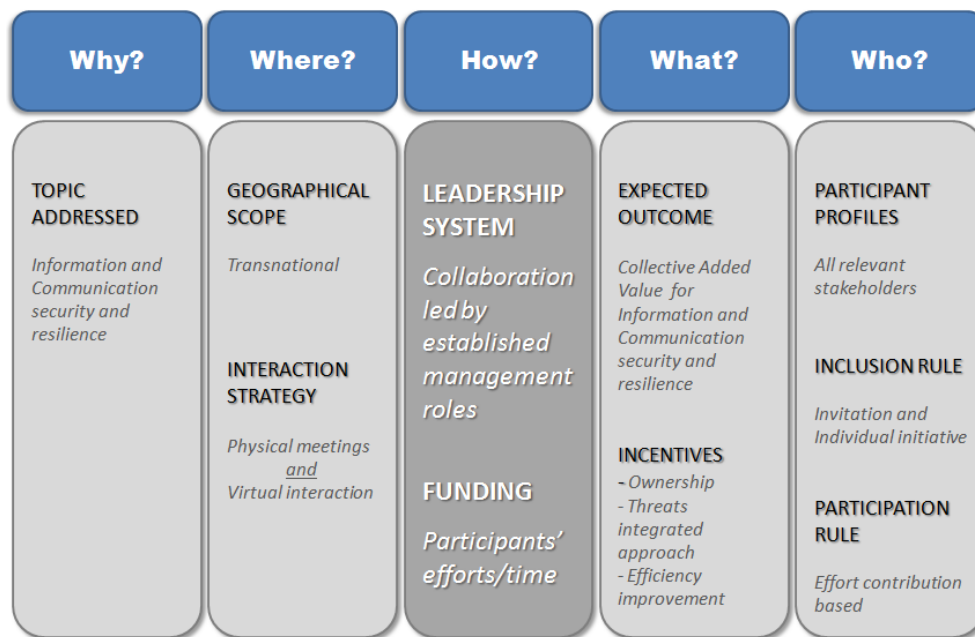 Why?
Where?
How?
What?
Who?
TOPIC
ADDRESSED
Information and
Communication
security and
resilience
GEOGRAPHICAL
SCOPE
Transnational
INTERACTION
STRATEGY
Physical meetings
and
Virtual interaction
LEADERSHIP
SYSTEM
Collaboration
led by
established
management
roles
FUNDING
Participants'
efforts/time
EXPECTED
OUTCOME
Collective Added
Value for
Information and
Communication
security and
resilience
INCENTIVES
- Ownership
- Threats
integrated
approach
- Efficiency
improvement
PARTICIPANT
PROFILES
All relevant
stakeholders
INCLUSION RULE
Invitation and
Individual initiative
PARTICIPATION
RULE
Effort contribution
based